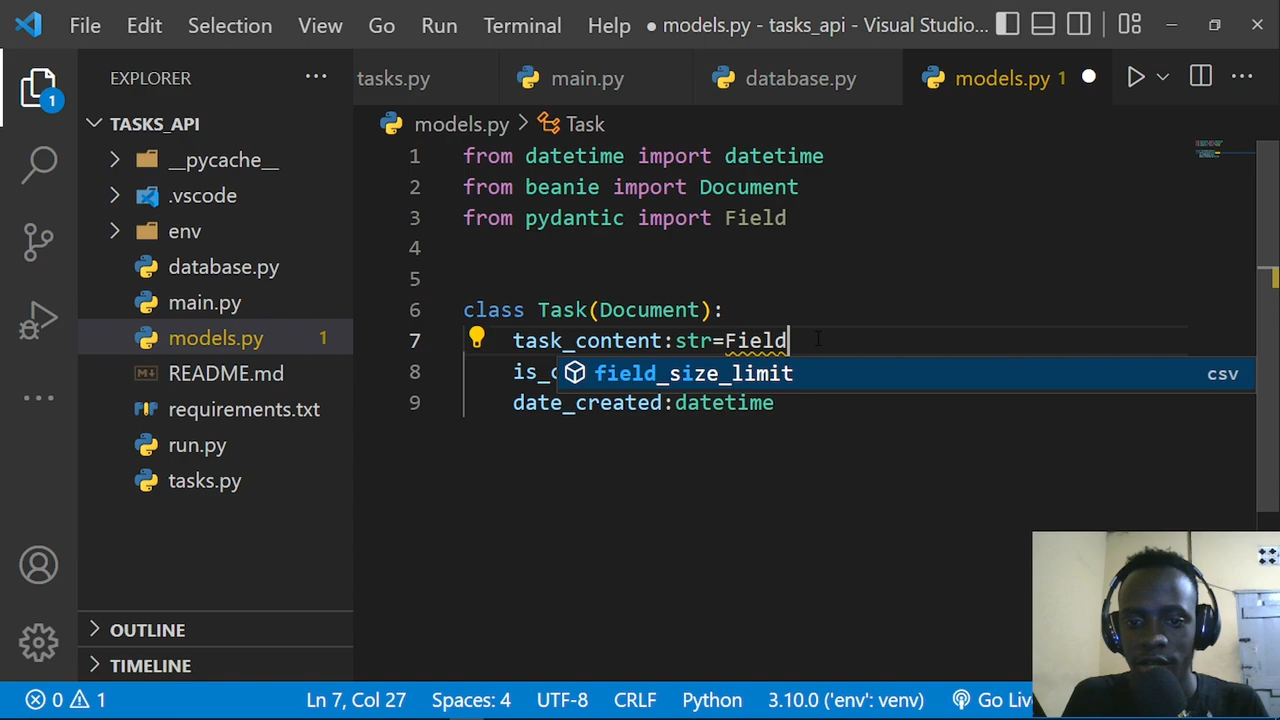 File Edit Selection View Go Run Terminal Help ● models.py - tasks_api - Visual Studio...
EXPLORER ...
tasks.py main.py database.py models.py 1
TASKS_API
models.py > Task
__pycache__
.vscode
env
database.py
main.py
models.py 1
README.md
requirements.txt
run.py
tasks.py
OUTLINE
TIMELINE
1 from datetime import datetime
2 from beanie import Document
3 from pydantic import Field
4
5
6 class Task(Document):
7 task_content:str=Field
field_size_limit csv
8 is_c
9 date_created:datetime
1
0 1 Ln 7, Col 27 Spaces: 4 UTF-8 CRLF Python 3.10.0 ('env': venv) Go Liv